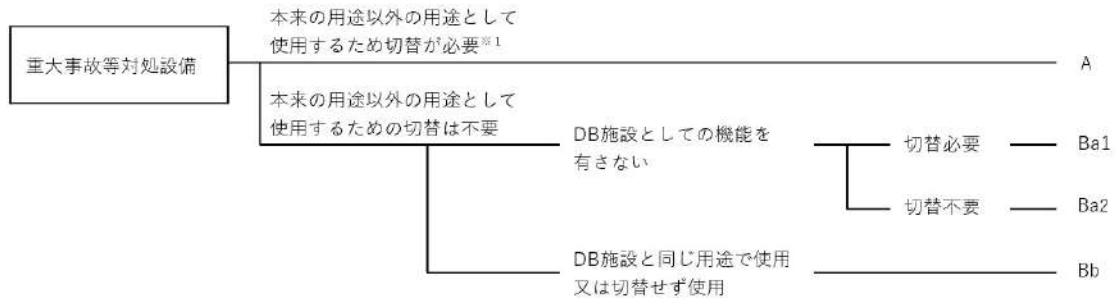 本来の用途以外の用途として
使用するため切替が必要※1
重大事故等対処設備
A
本来の用途以外の用途として
使用するための切替は不要
DB施設としての機能を
有さない
切替必要
Ba1
切替不要
Ba2
DB施設と同じ用途で使用
又は切替せず使用
Bb